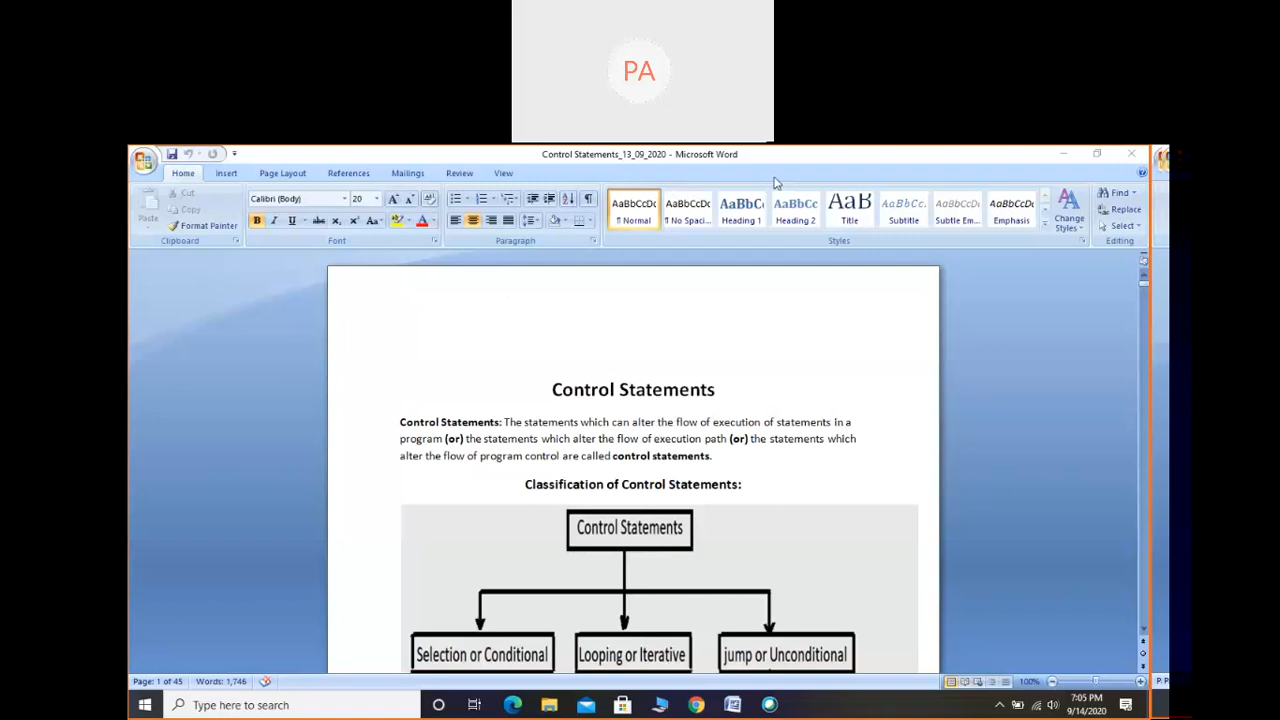 PA
Control Statements_13_09_2020 - Microsoft Word
Home Insert Page Layout References Mailings Review View
Paste
Cut
Copy
Format Painter
Clipboard
Calibri (Body) 20
B I U abc x₂ x² Aa
Font
Paragraph
AaBbCcDc AaBbCcDc AaBbC AaBbCc AaB AaBbCc. AaBbCcDc AaBbCcDc
¶ Normal ¶ No Spaci... Heading 1 Heading 2 Title Subtitle Subtle Em... Emphasis
Styles
Change Styles
Find
Replace
Select
Editing
Control Statements
Control Statements: The statements which can alter the flow of execution of statements in a
program (or) the statements which alter the flow of execution path (or) the statements which
alter the flow of program control are called control statements.
Classification of Control Statements:
Control Statements
Selection or Conditional Looping or Iterative jump or Unconditional
Page: 1 of 45 Words: 1,746 100%
Type here to search
7:05 PM
9/14/2020